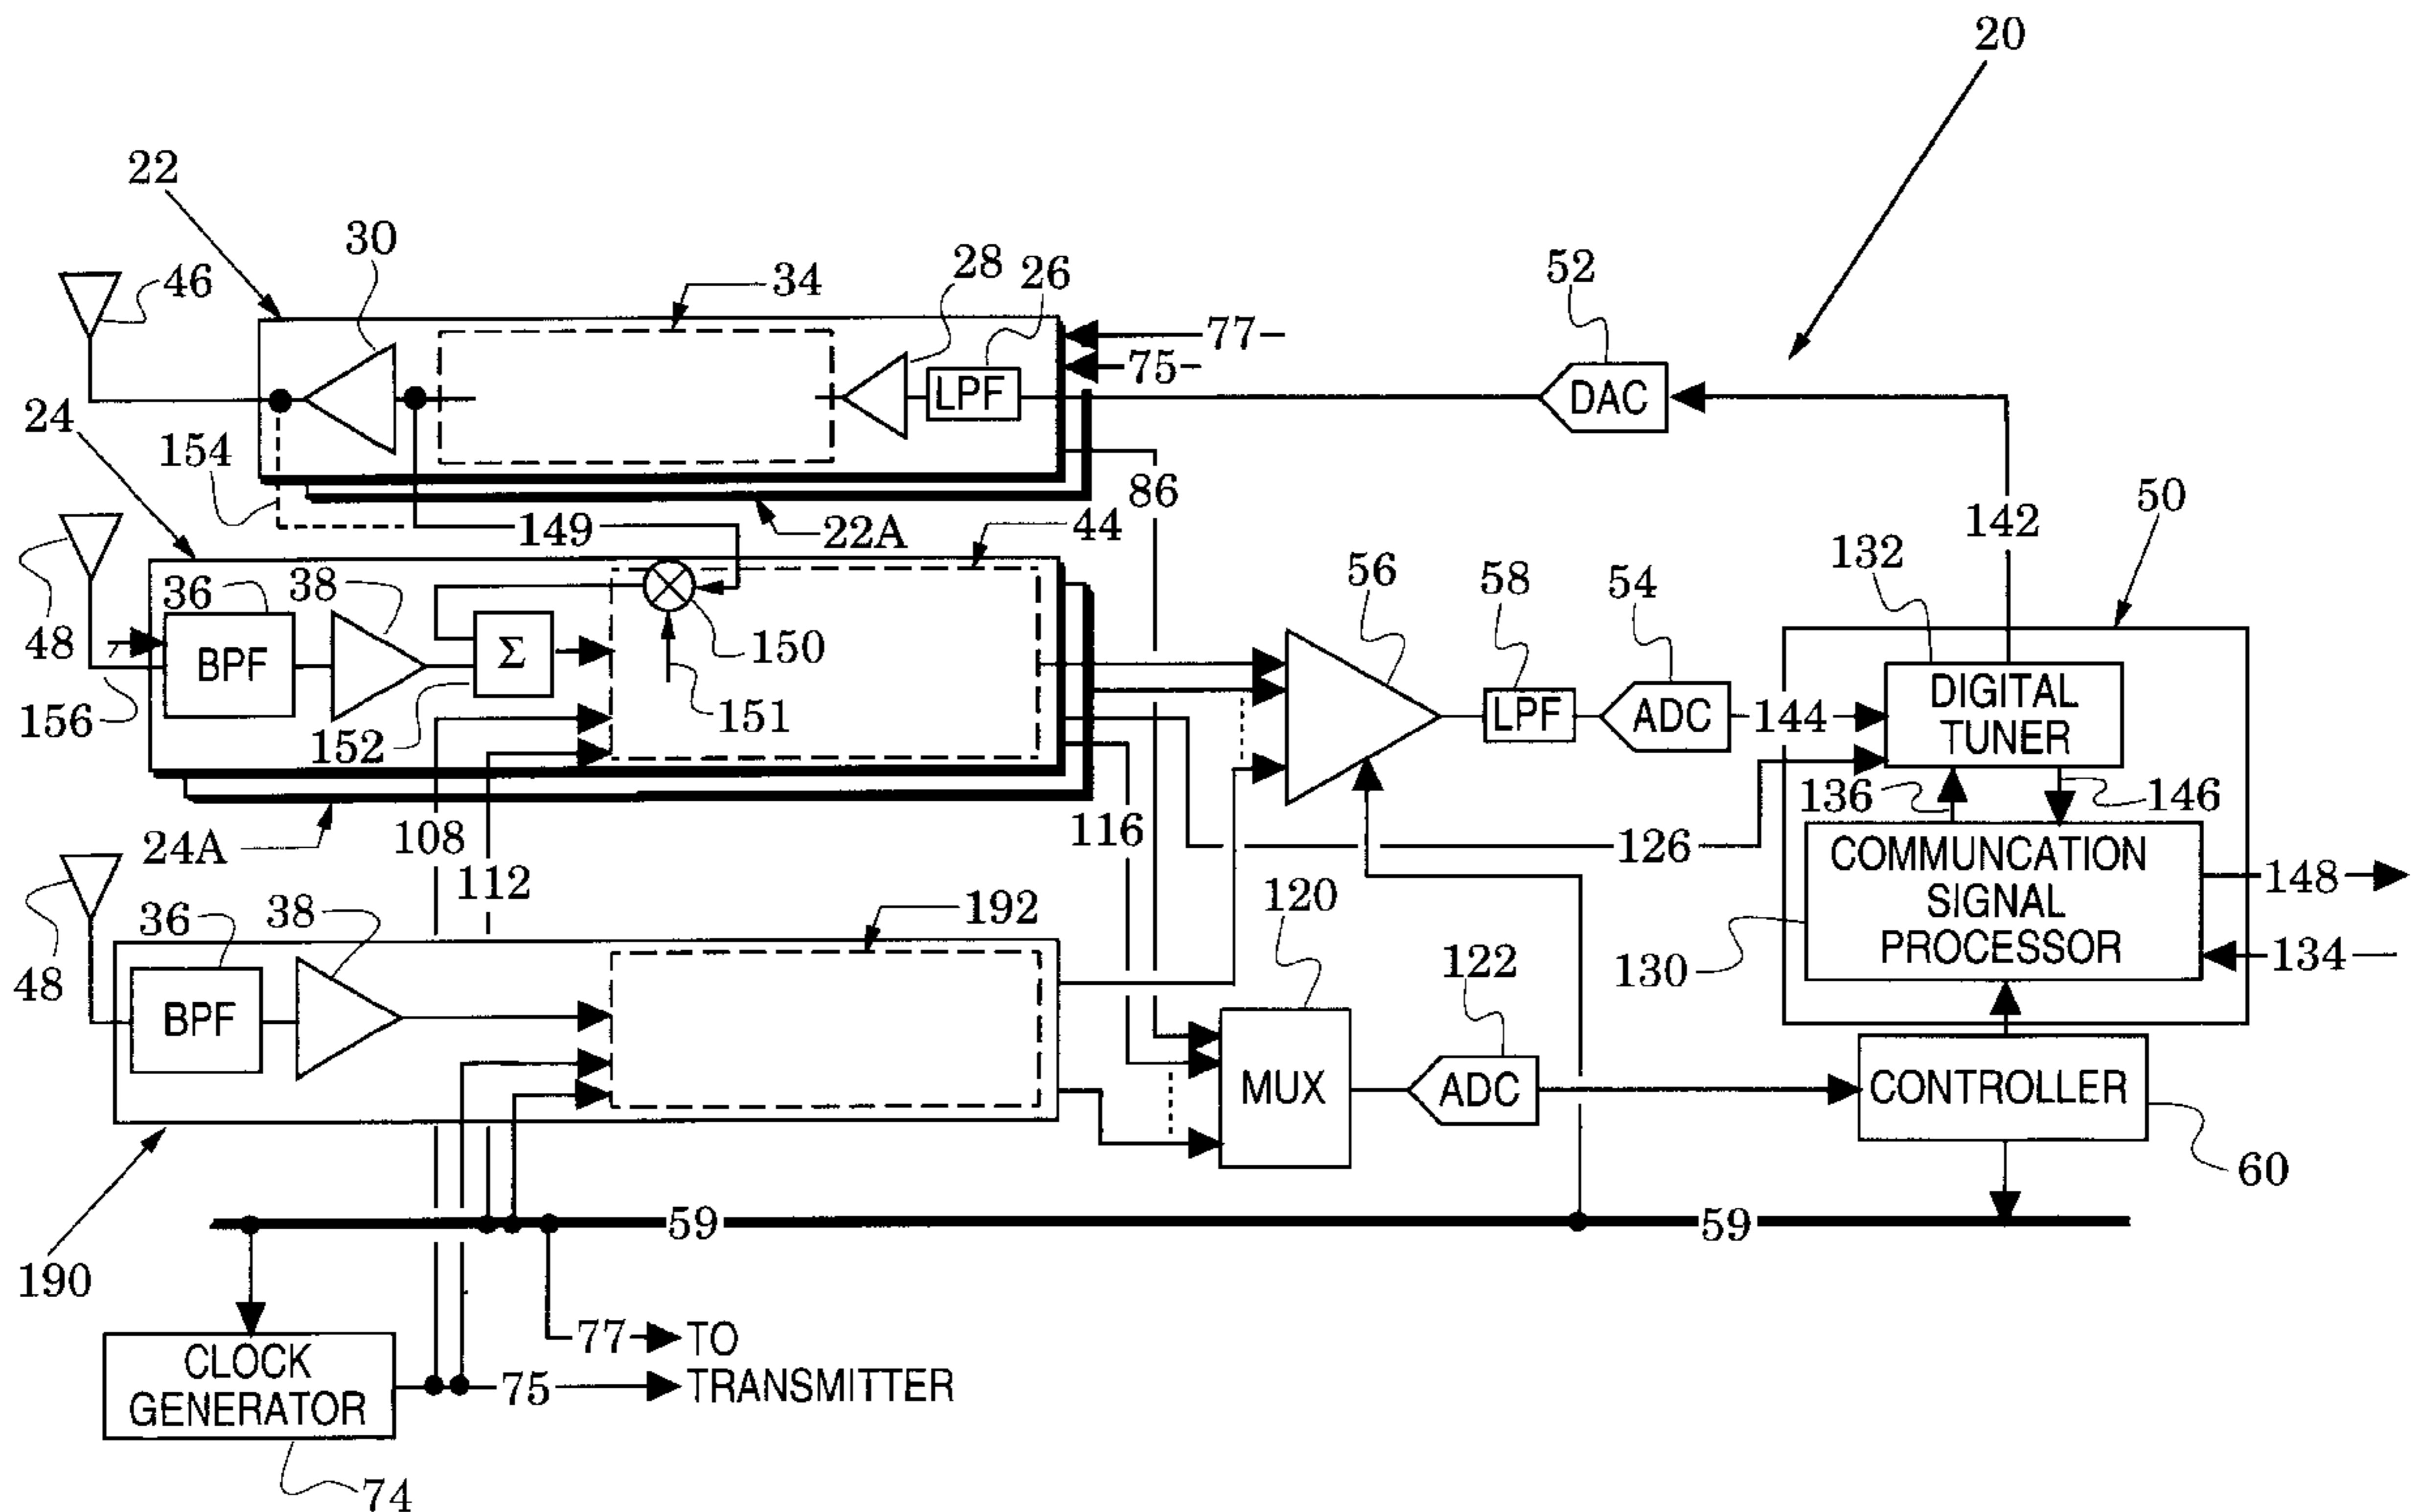 20
22
30
52
46
34
28
26
77
75
LPF
DAC
24
154
86
50
142
149
22A
44
132
56
58
54
36
38
48
BPF
Σ
150
DIGITAL
TUNER
LPF
ADC
144
156
152
151
136
146
116
108
24A
126
COMMUNCATION
SIGNAL
PROCESSOR
148
112
120
192
36
38
122
134
130
48
BPF
MUX
ADC
CONTROLLER
60
59
59
190
77
TO
CLOCK
GENERATOR
75
TRANSMITTER
74